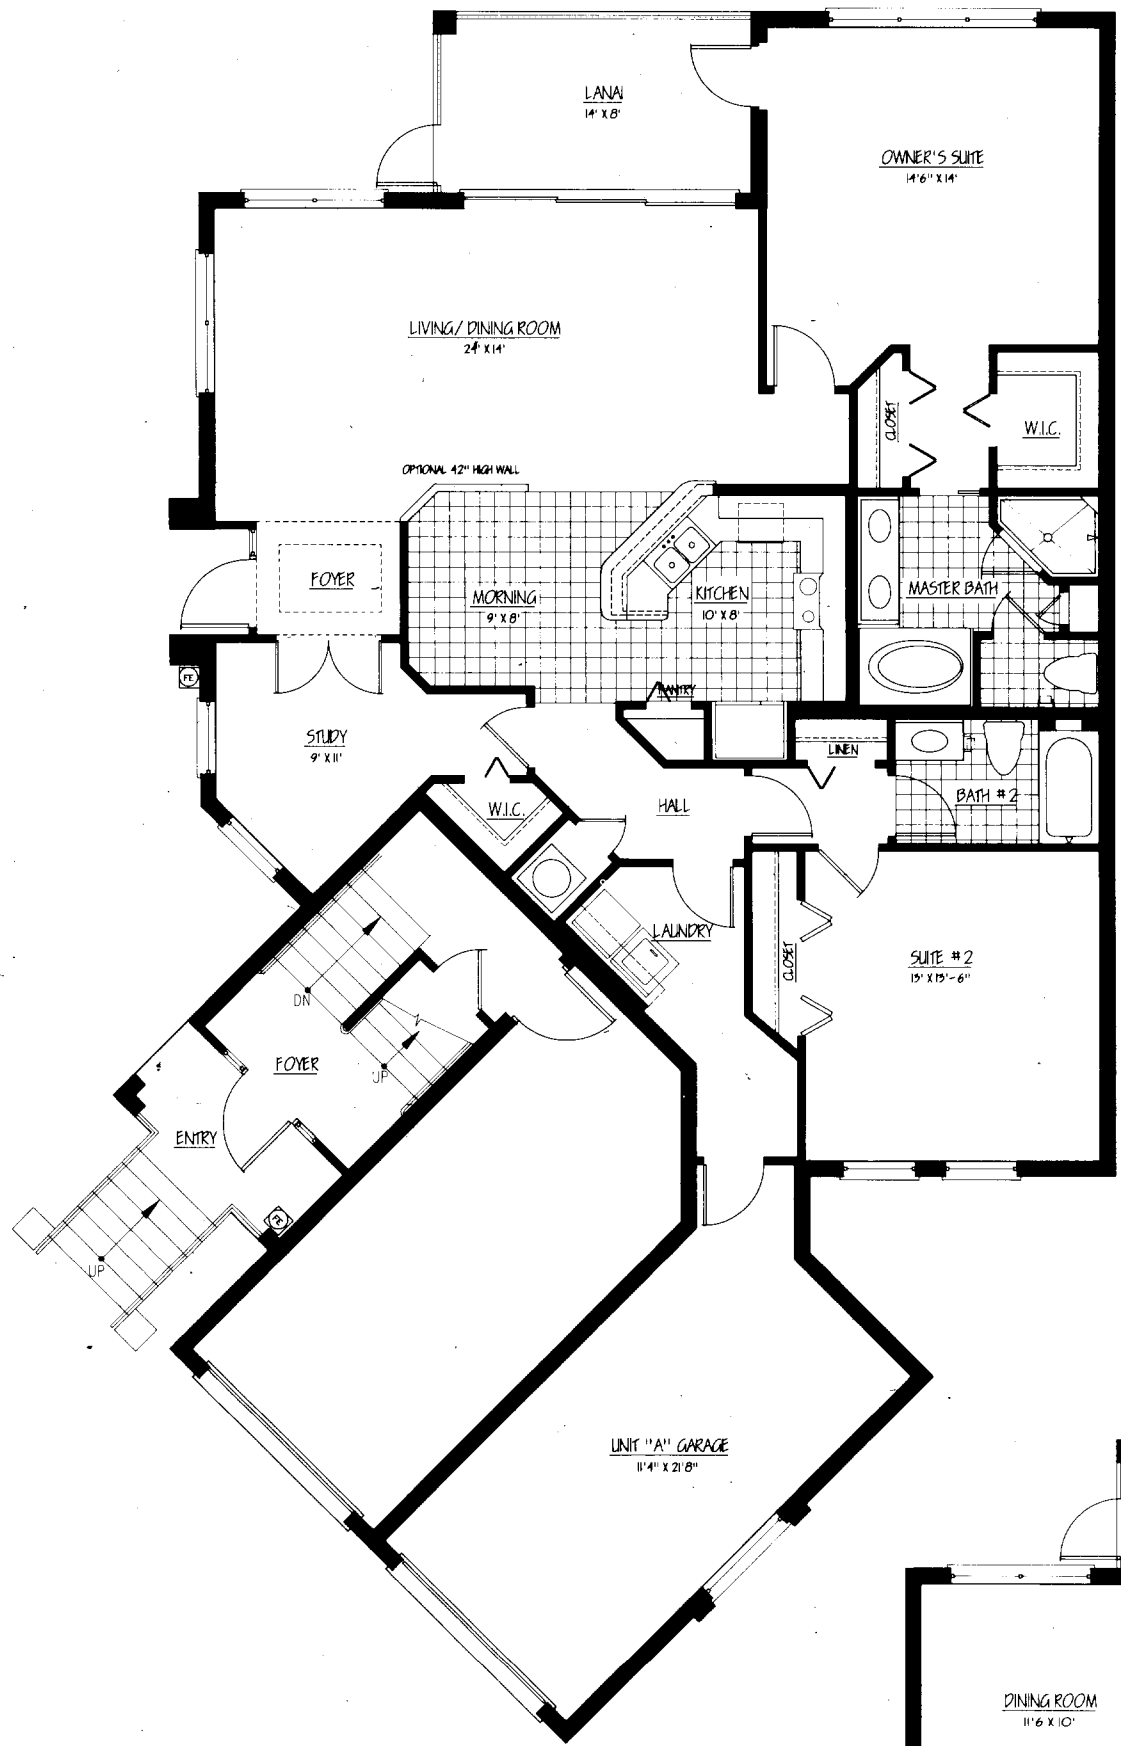 LANAI
14' X 8'
OWNER'S SUITE
14'6" X 14'
LIVING/ DINING ROOM
24' X 14'
CLOSET
W.I.C.
OPTIONAL 42" HIGH WALL
FOYER
MORNING
9' X 8'
KITCHEN
10' X 8'
MASTER BATH
FE
PANTRY
STUDY
9' X 11'
LINEN
W.I.C.
HALL
BATH #2
LAUNDRY
CLOSET
SUITE #2
13' X 13'-6"
DN
FOYER
UP
ENTRY
FE
UP
UNIT "A" GARAGE
11'4" X 21'8"
DINING ROOM
11'6 X 10'